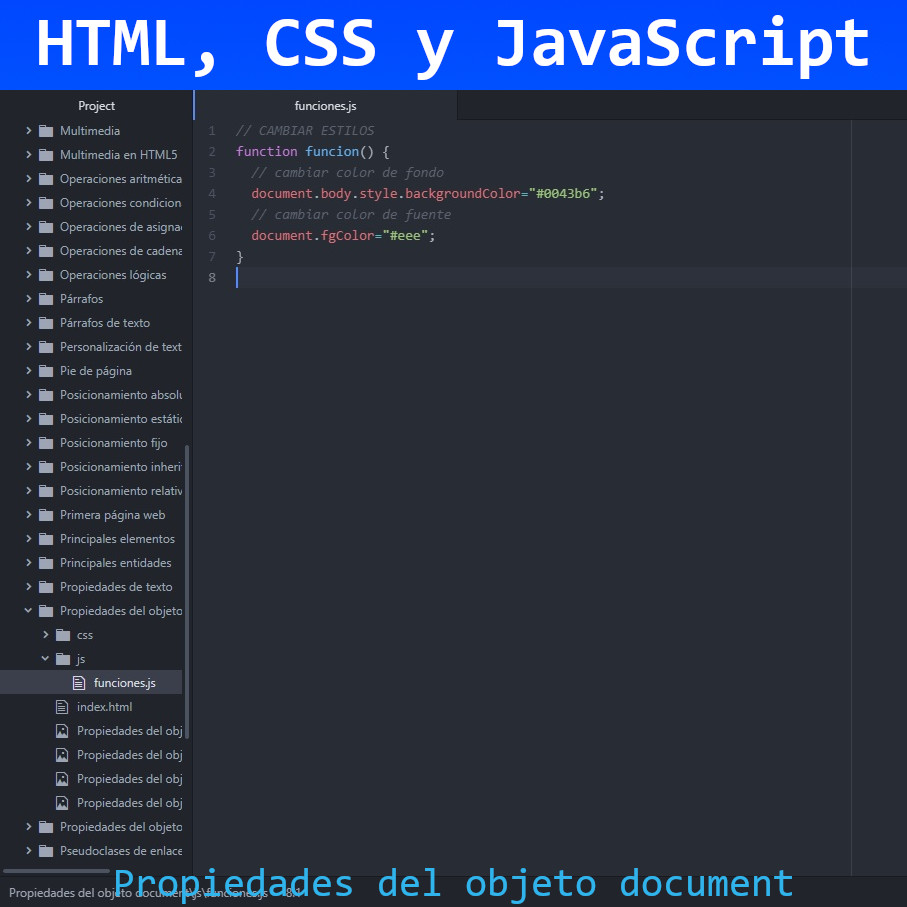 HTML, CSS y JavaScript
Project
funciones.js
Multimedia
Multimedia en HTML5
Operaciones aritmética
Operaciones condicion
Operaciones de asigna
Operaciones de cadena
Operaciones lógicas
Párrafos
Párrafos de texto
Personalización de text
Pie de página
Posicionamiento absolu
Posicionamiento estátic
Posicionamiento fijo
Posicionamiento inheri
Posicionamiento relativ
Primera página web
Principales elementos
Principales entidades
Propiedades de texto
Propiedades del objeto
css
js
funciones.js
index.html
Propiedades del obj
Propiedades del obj
Propiedades del obj
Propiedades del obj
Propiedades del objeto
Pseudoclases de enlace
1 // CAMBIAR ESTILOS
2 function funcion() {
3 // cambiar color de fondo
4 document.body.style.backgroundColor="#0043b6";
5 // cambiar color de fuente
6 document.fgColor="#eee";
7 }
8
Propiedades del objeto document\js\funciones.js 8:1
Propiedades del objeto document